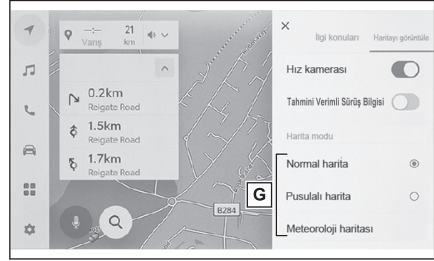 -:--
21
Varış
km
0.2km
Reigate Road
1.5km
Reigate Road
1.7km
Reigate Road
B284
İlgi konuları
Haritayı görüntüle
Hız kamerası
Tahmini Verimli Sürüş Bilgisi
Harita modu
Normal harita
G
Pusulalı harita
Meteoroloji haritası